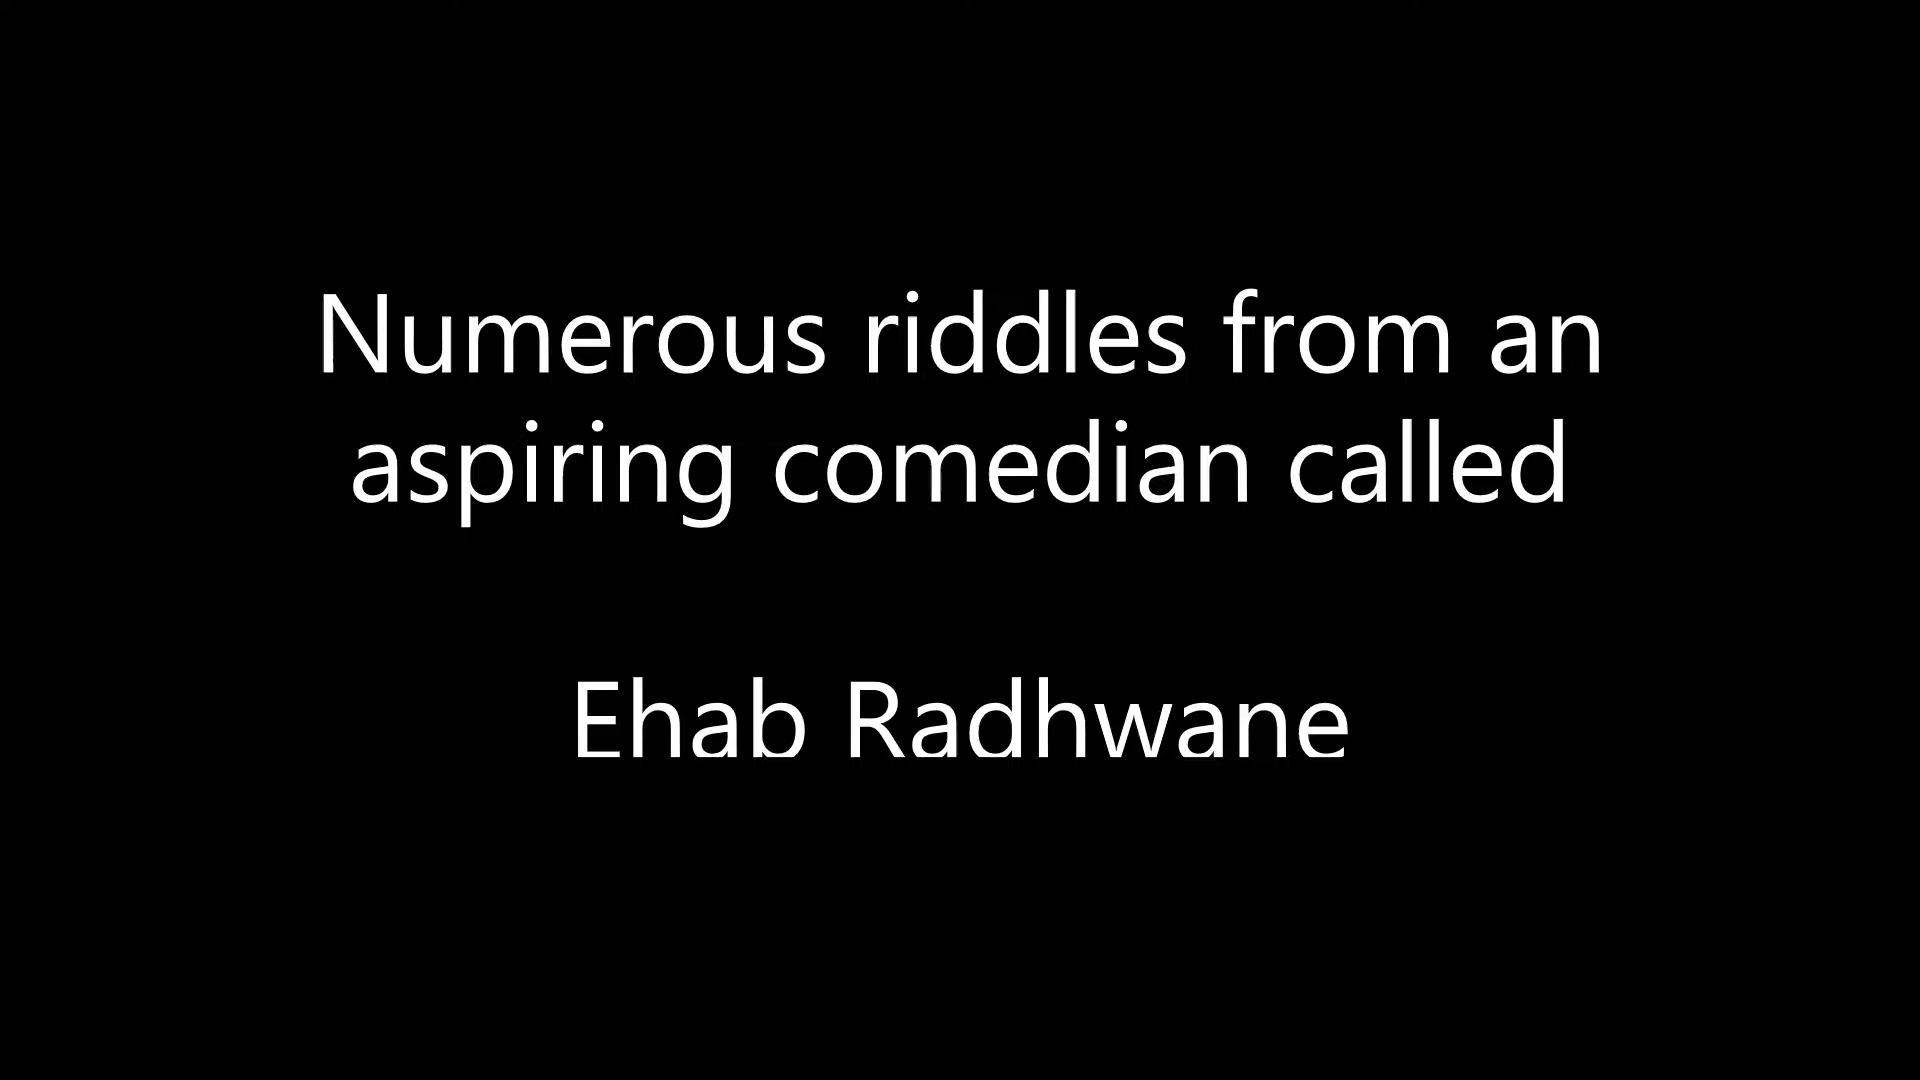 Numerous riddles from an
aspiring comedian called
Ehab Radhwane